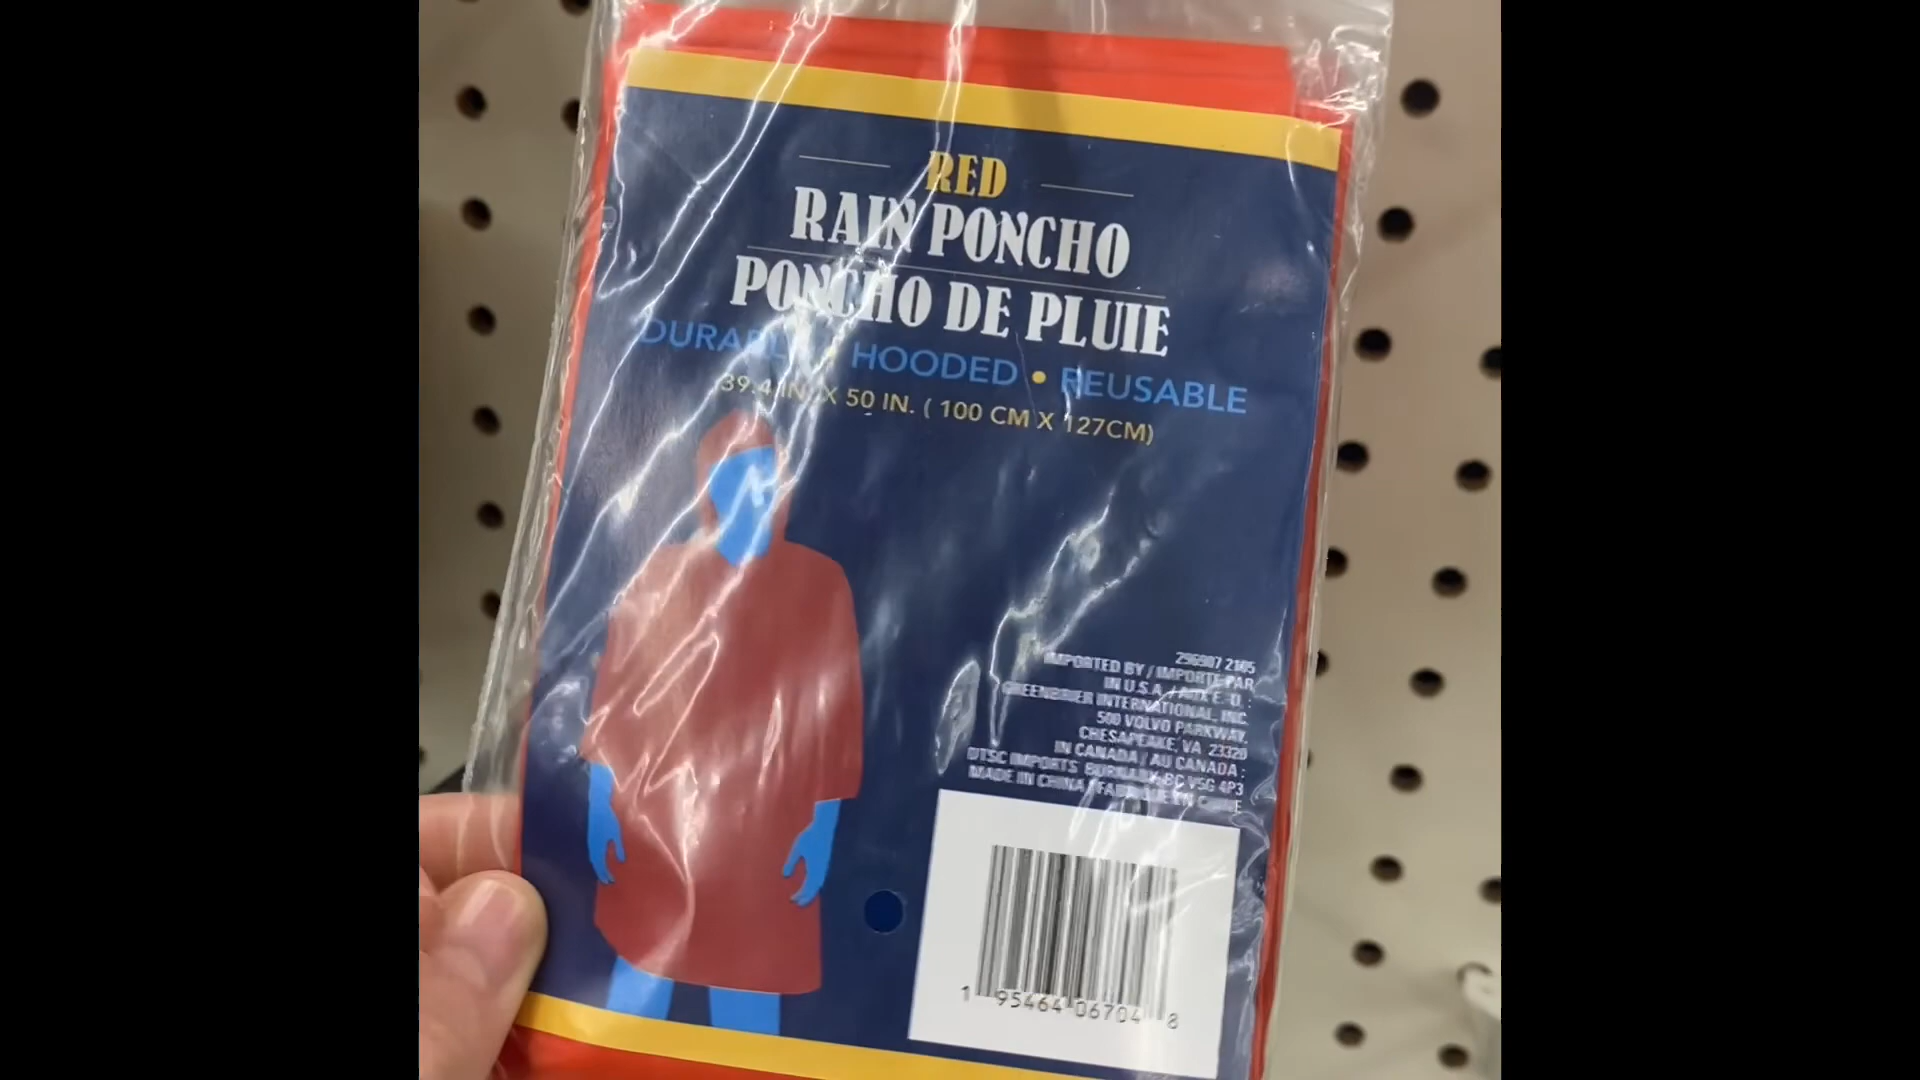 RED
RAIN PONCHO
PONCHO DE PLUIE
DURABLE • HOODED • REUSABLE
39.4 IN. X 50 IN. ( 100 CM X 127CM)
296907 2105
IMPORTED BY / IMPORTÉ PAR
IN U.S.A. / AUX É.-U. :
GREENBRIER INTERNATIONAL, INC.
500 VOLVO PARKWAY,
CHESAPEAKE, VA 23320
IN CANADA / AU CANADA :
DTSC IMPORTS BURNABY, BC V5G 4P3
MADE IN CHINA / FABRIQUÉ EN CHINE
1 95464 06704 8